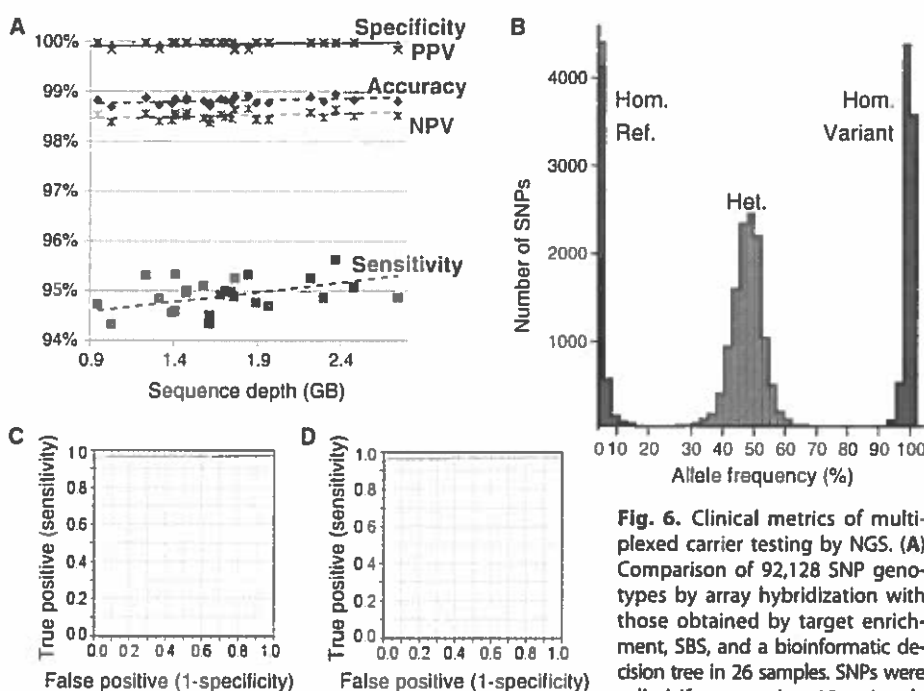 A
100%
99%
98%
97%
96%
95%
94%
Specificity
PPV
Accuracy
NPV
Sensitivity
0.9 1.4 1.9 2.4
Sequence depth (GB)
B
4000
3000
2000
1000
Number of SNPs
Hom.
Ref.
Het.
Hom.
Variant
0 10 20 30 40 50 60 70 80 90 100
Allele frequency (%)
C
True positive (sensitivity)
1.0
0.8
0.6
0.4
0.2
0.0
0.0 0.2 0.4 0.6 0.8 1.0
False positive (1-specificity)
D
True positive (sensitivity)
1.0
0.8
0.6
0.4
0.2
0.0
0.0 0.2 0.4 0.6 0.8 1.0
False positive (1-specificity)
Fig. 6. Clinical metrics of multi-
plexed carrier testing by NGS. (A)
Comparison of 92,128 SNP geno-
types by array hybridization with
those obtained by target enrich-
ment, SBS, and a bioinformatic de-
cision tree in 26 samples. SNPs were